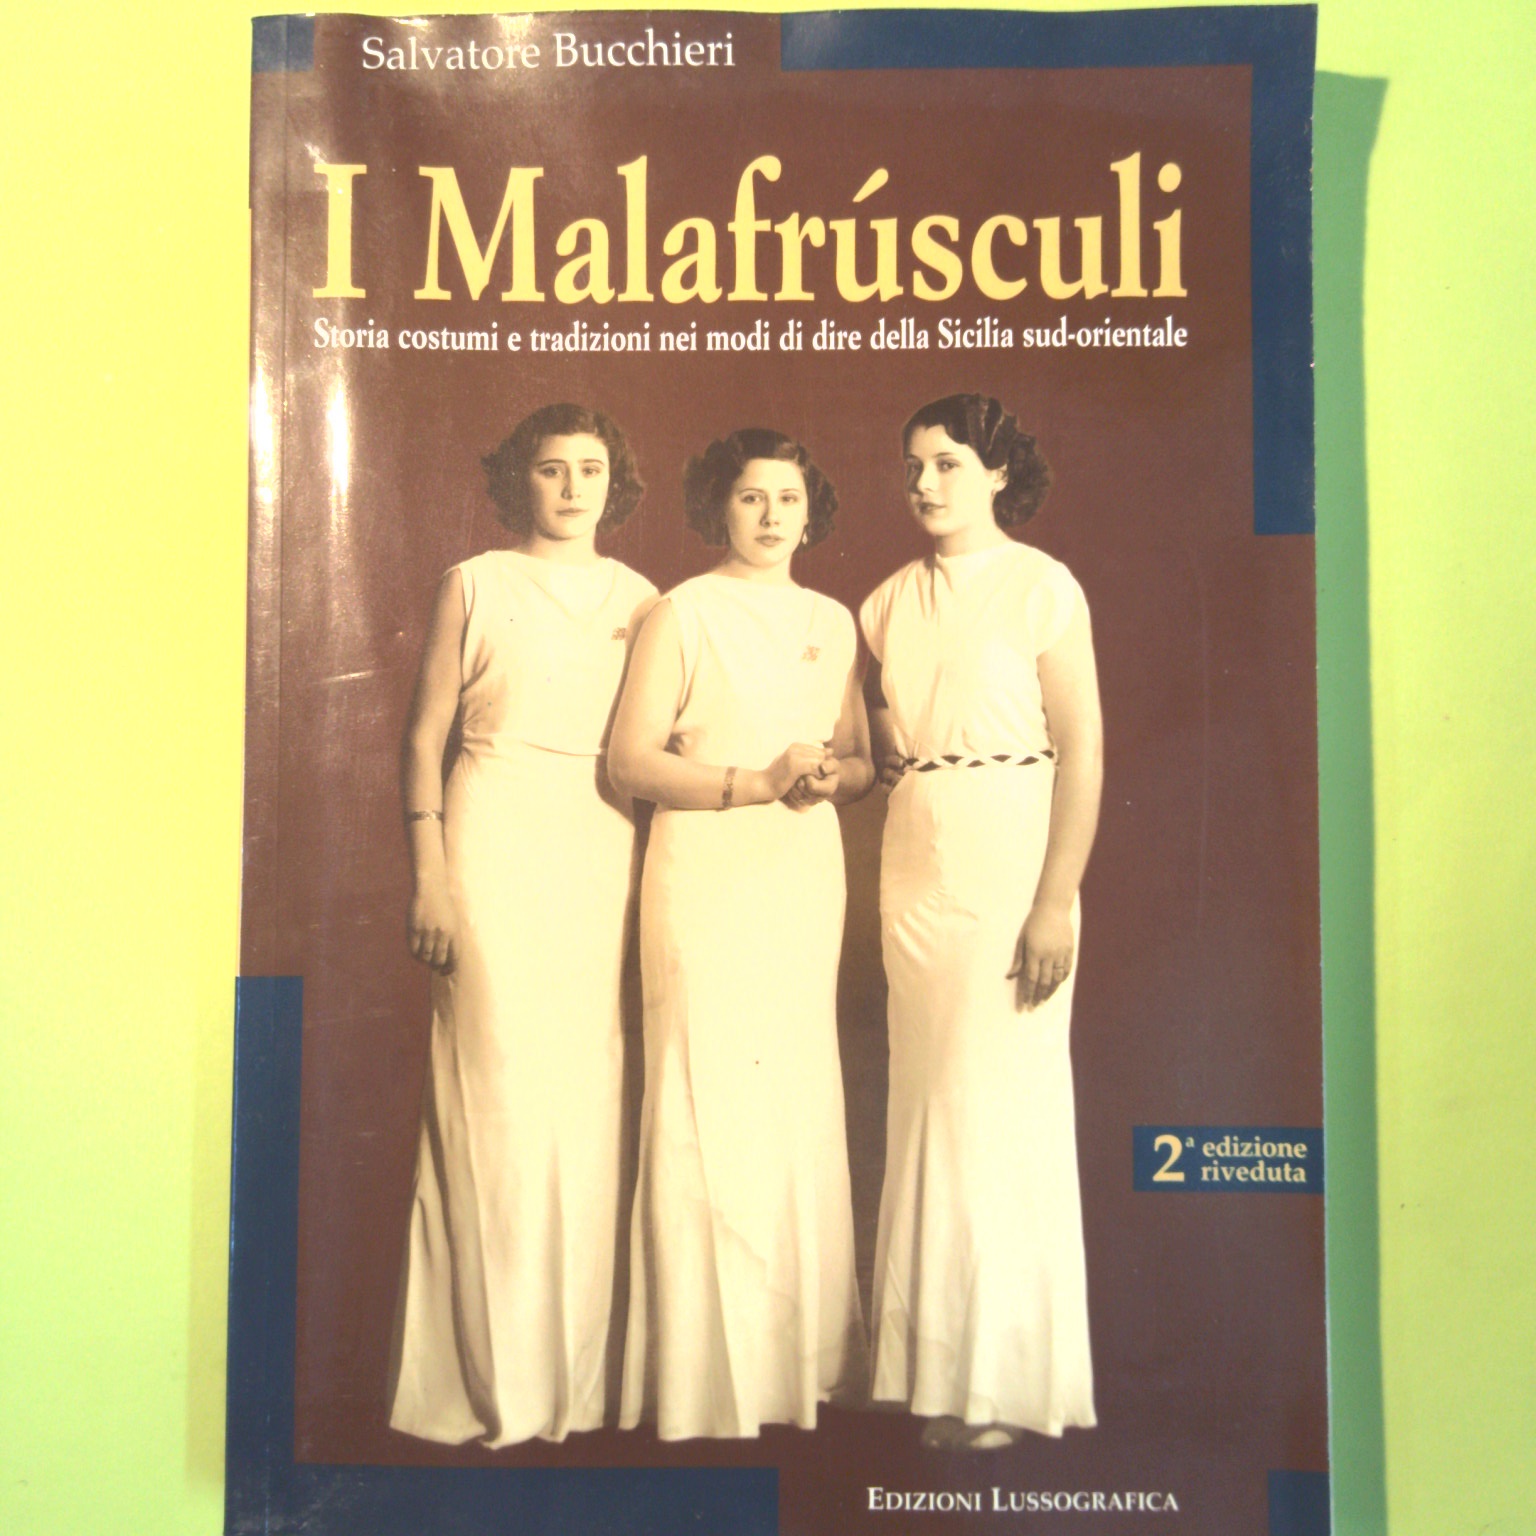 Salvatore Bucchieri
I Malafrúsculi
Storia costumi e tradizioni nei modi di dire della Sicilia sud-orientale
2ª edizione
riveduta
EDIZIONI LUSSOGRAFICA